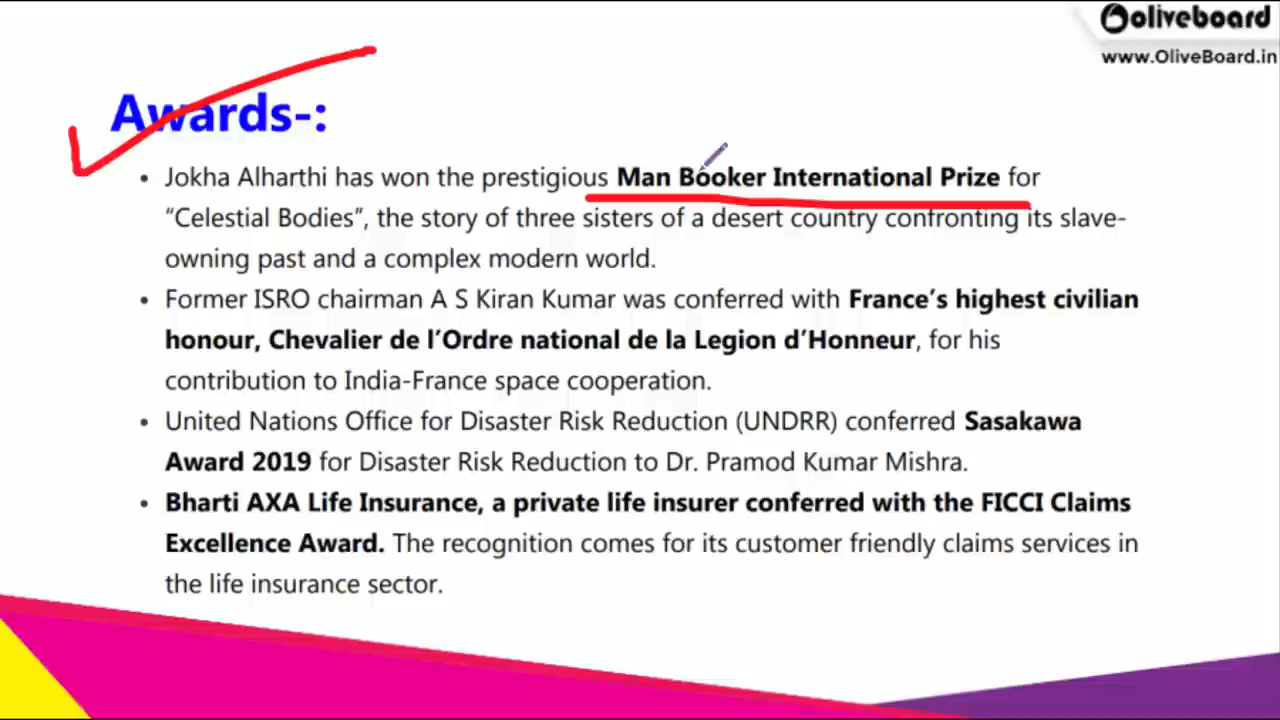 oliveboard
www.OliveBoard.in
Awards-:
• Jokha Alharthi has won the prestigious Man Booker International Prize for
“Celestial Bodies”, the story of three sisters of a desert country confronting its slave-
owning past and a complex modern world.
• Former ISRO chairman A S Kiran Kumar was conferred with France’s highest civilian
honour, Chevalier de l’Ordre national de la Legion d’Honneur, for his
contribution to India-France space cooperation.
• United Nations Office for Disaster Risk Reduction (UNDRR) conferred Sasakawa
Award 2019 for Disaster Risk Reduction to Dr. Pramod Kumar Mishra.
• Bharti AXA Life Insurance, a private life insurer conferred with the FICCI Claims
Excellence Award. The recognition comes for its customer friendly claims services in
the life insurance sector.